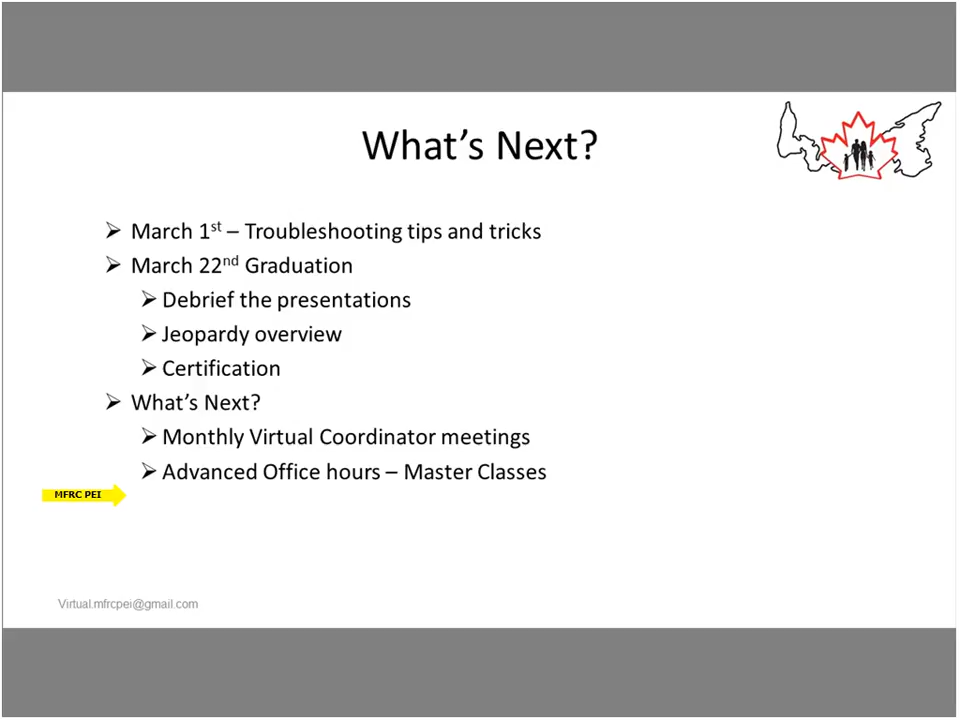 What's Next?
➢ March 1st – Troubleshooting tips and tricks
➢ March 22nd Graduation
➢ Debrief the presentations
➢ Jeopardy overview
➢ Certification
➢ What's Next?
➢ Monthly Virtual Coordinator meetings
➢ Advanced Office hours – Master Classes
MFRC PEI
Virtual.mfrcpei@gmail.com